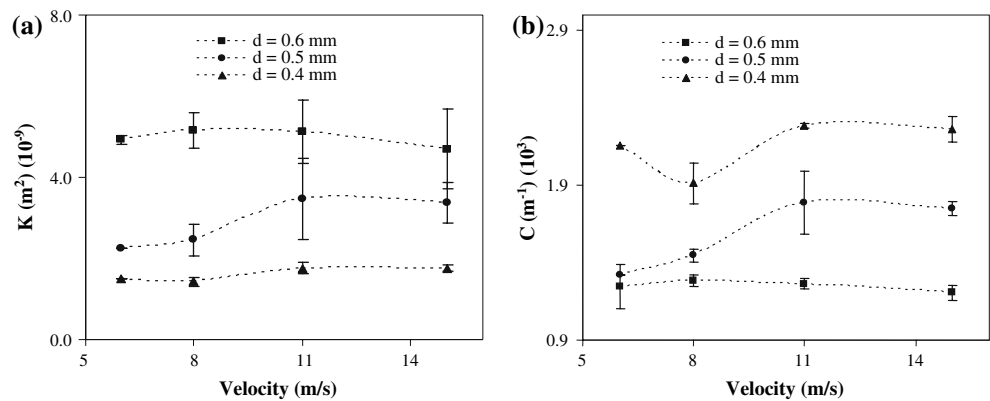 (a)
8.0
4.0
0.0
K (m²) (10⁻⁹)
d = 0.6 mm
d = 0.5 mm
d = 0.4 mm
5
8
11
14
Velocity (m/s)
(b)
2.9
1.9
0.9
C (m⁻¹) (10³)
d = 0.6 mm
d = 0.5 mm
d = 0.4 mm
5
8
11
14
Velocity (m/s)